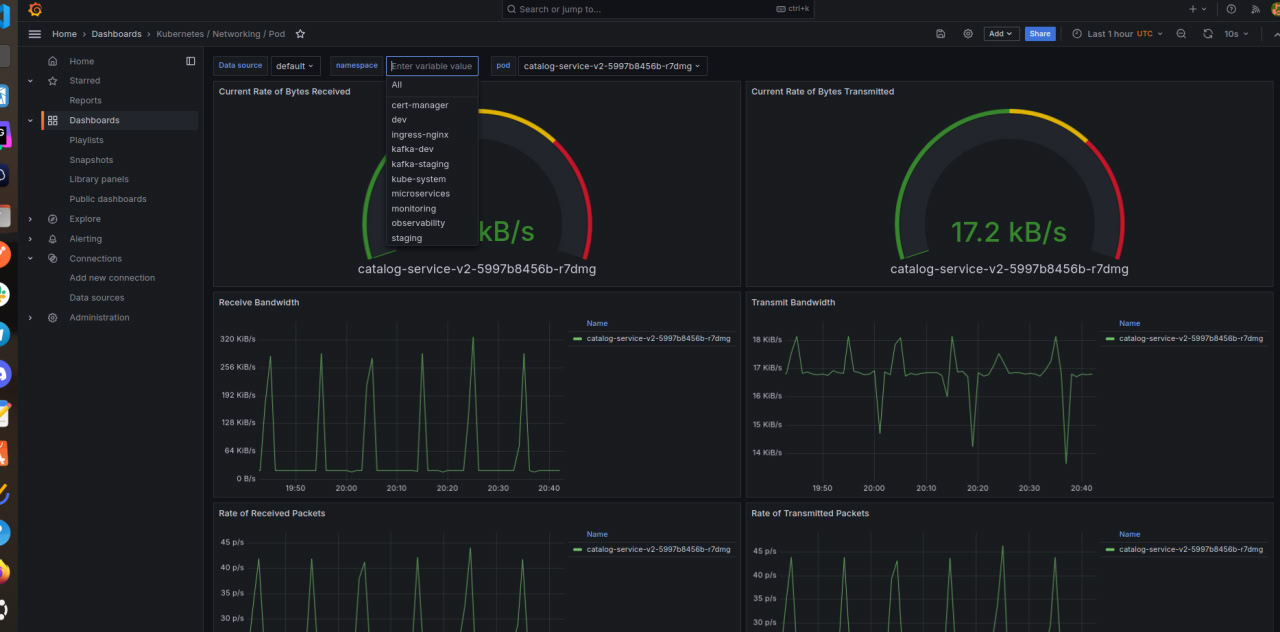 Search or jump to...
ctrl+k
Home
Dashboards
Kubernetes / Networking / Pod
Add
Share
Last 1 hour UTC
10s
Home
Starred
Reports
Dashboards
Playlists
Snapshots
Library panels
Public dashboards
Explore
Alerting
Connections
Add new connection
Data sources
Administration
Data source
default
namespace
Enter variable value
pod
catalog-service-v2-5997b8456b-r7dmg
All
cert-manager
dev
ingress-nginx
kafka-dev
kafka-staging
kube-system
microservices
monitoring
observability
staging
Current Rate of Bytes Received
kB/s
catalog-service-v2-5997b8456b-r7dmg
Current Rate of Bytes Transmitted
17.2 kB/s
catalog-service-v2-5997b8456b-r7dmg
Receive Bandwidth
320 KiB/s
256 KiB/s
192 KiB/s
128 KiB/s
64 KiB/s
0 B/s
19:50
20:00
20:10
20:20
20:30
20:40
Name
catalog-service-v2-5997b8456b-r7dmg
Transmit Bandwidth
18 KiB/s
17 KiB/s
16 KiB/s
15 KiB/s
14 KiB/s
19:50
20:00
20:10
20:20
20:30
20:40
Name
catalog-service-v2-5997b8456b-r7dmg
Rate of Received Packets
45 p/s
40 p/s
35 p/s
30 p/s
Name
catalog-service-v2-5997b8456b-r7dmg
Rate of Transmitted Packets
45 p/s
40 p/s
35 p/s
30 p/s
Name
catalog-service-v2-5997b8456b-r7dmg